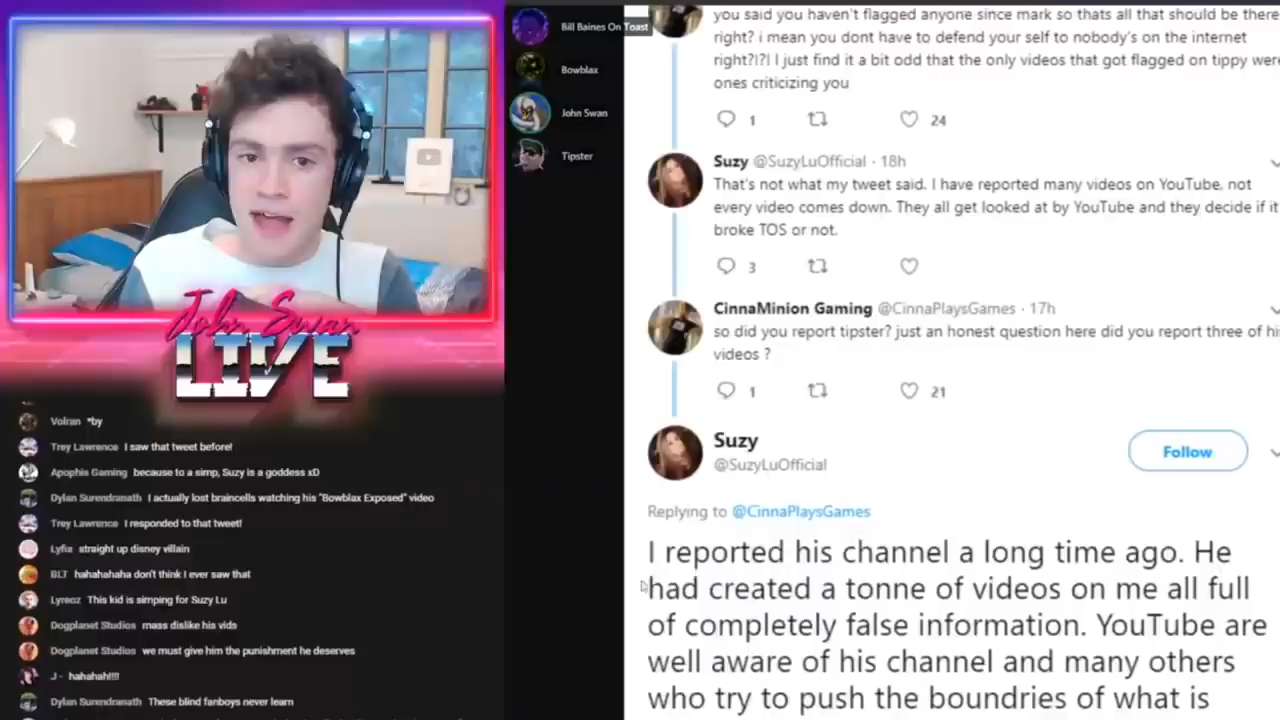 John Swan
LIVE
Volran *by
Trey Lawrence I saw that tweet before!
Apophis Gaming because to a simp, Suzy is a goddess xD
Dylan Surendranath I actually lost braincells watching his "Bowblax Exposed" video
Trey Lawrence I responded to that tweet!
Lyfia straight up disney villain
BLT hahahahaha don't think I ever saw that
Lyreoz This kid is simping for Suzy Lu
Dogplanet Studios mass dislike his vids
Dogplanet Studios we must give him the punishment he deserves
J - hahahah!!!!
Dylan Surendranath These blind fanboys never learn
Bill Baines On Toast
Bowblax
John Swan
Tipster
you said you haven't flagged anyone since mark so thats all that should be there
right? i mean you dont have to defend your self to nobody's on the internet
right?!?! I just find it a bit odd that the only videos that got flagged on tippy were
ones criticizing you
1 24
Suzy @SuzyLuOfficial · 18h
That's not what my tweet said. I have reported many videos on YouTube, not
every video comes down. They all get looked at by YouTube and they decide if it
broke TOS or not.
3
CinnaMinion Gaming @CinnaPlaysGames · 17h
so did you report tipster? just an honest question here did you report three of hi
videos ?
1 21
Suzy
@SuzyLuOfficial
Follow
Replying to @CinnaPlaysGames
I reported his channel a long time ago. He
had created a tonne of videos on me all full
of completely false information. YouTube are
well aware of his channel and many others
who try to push the boundries of what is